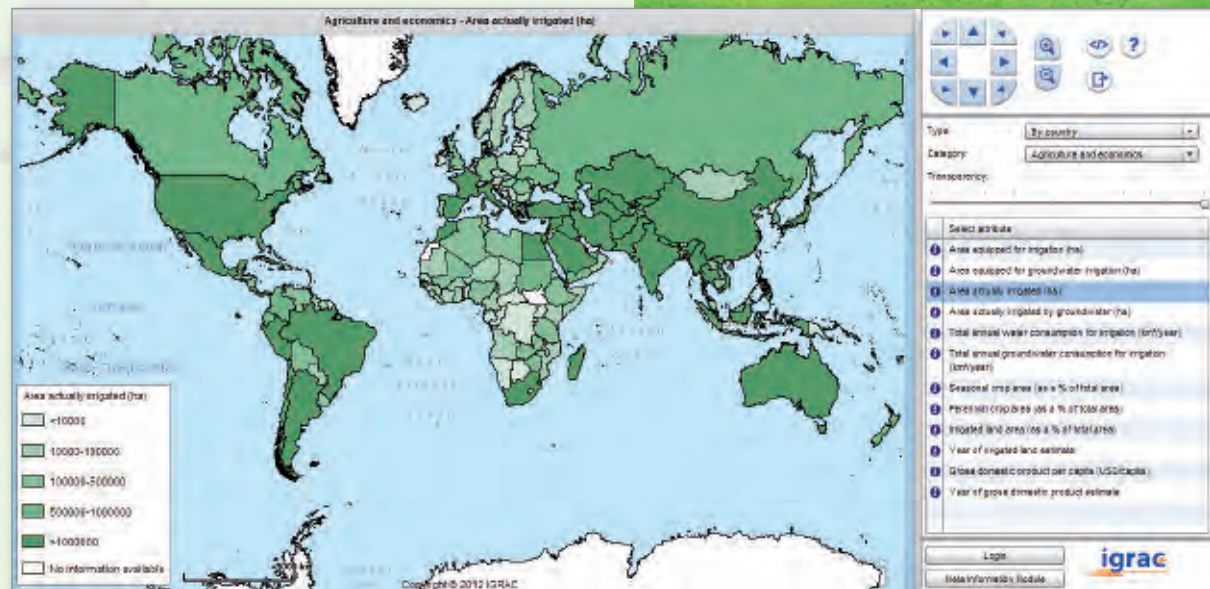 Agriculture and economics - Area actually irrigated (ha)
</>
?
Type
By country
Category
Agriculture and economics
Transparency:
Select attribute
Area equipped for irrigation (ha)
Area equipped for groundwater irrigation (ha)
Area actually irrigated (ha)
Area actually irrigated by groundwater (ha)
Total annual water consumption for irrigation (km³/year)
Total annual groundwater consumption for irrigation
(km³/year)
Seasonal crop area (as a % of total area)
Perennial crop area (as a % of total area)
Irrigated land area (as a % of total area)
Year of irrigated land estimate
Gross domestic product per capita (USD/capita)
Year of gross domestic product estimate
Area actually irrigated (ha)
<10000
10000-100000
100000-500000
500000-1000000
>1000000
No information available
Copyright © 2012 IGRAC
Login
Meta Information Module
igrac